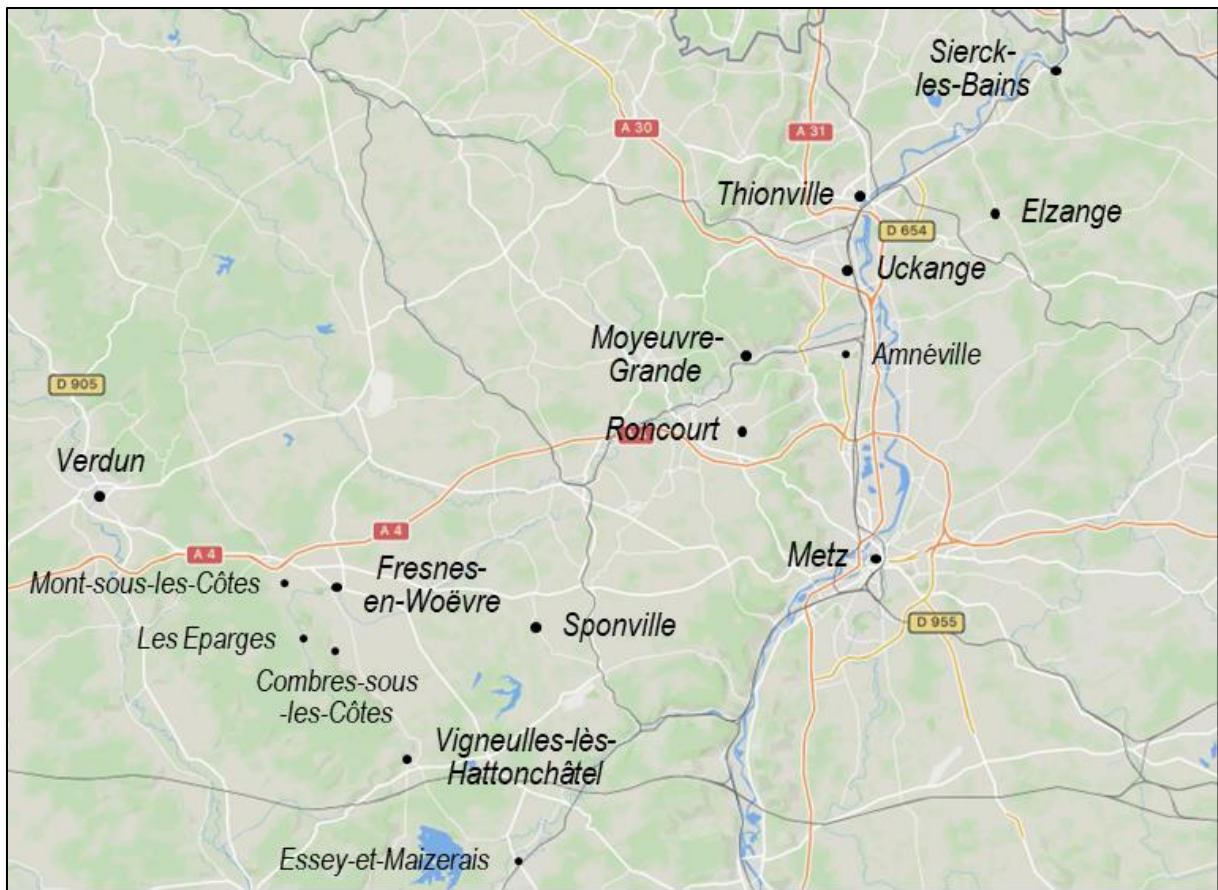 Sierck-
les-Bains
A 30
A 31
Thionville
Elzange
D 654
Uckange
Moyeuvre-
Grande
Amnéville
D 905
Roncourt
Verdun
A 4
A 4
Metz
Mont-sous-les-Côtes
Fresnes-
en-Woëvre
Sponville
D 955
Les Eparges
Combres-sous
-les-Côtes
Vigneulles-lès-
Hattonchâtel
Essey-et-Maizerais